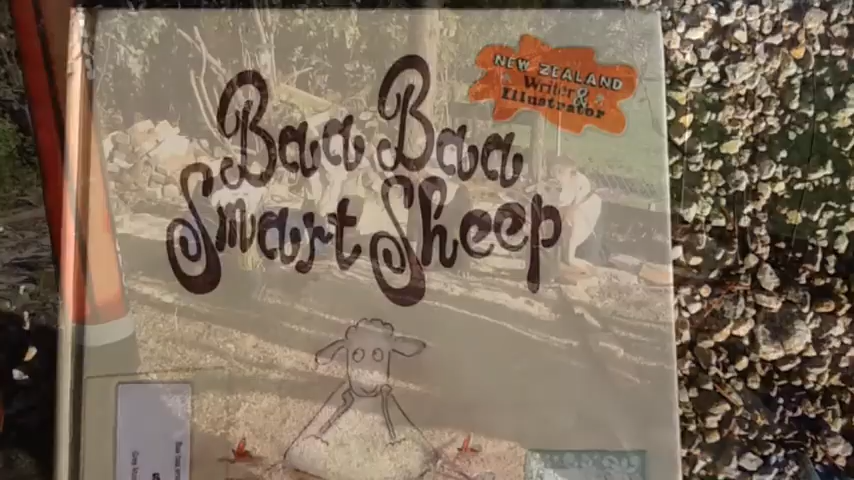 NEW ZEALAND
Writer &
Illustrator
Baa Baa
Smart Sheep